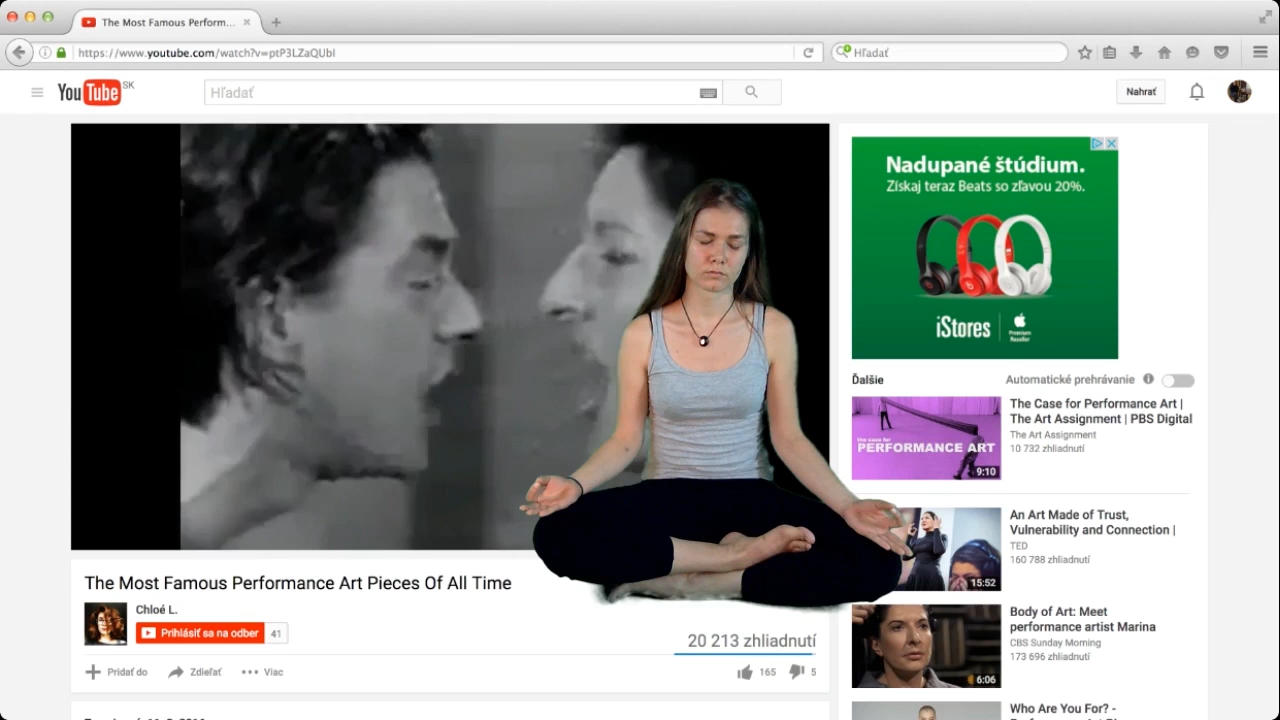 The Most Famous Perform...
https://www.youtube.com/watch?v=ptP3LZaQUbI
Hľadať
YouTube SK
Hľadať
Nahrať
Nadupané štúdium.
Získaj teraz Beats so zľavou 20%.
iStores
Premium
Reseller
Ďalšie
Automatické prehrávanie
the case for
PERFORMANCE ART
9:10
The Case for Performance Art |
The Art Assignment | PBS Digital
The Art Assignment
10 732 zhliadnutí
15:52
An Art Made of Trust,
Vulnerability and Connection |
TED
160 788 zhliadnutí
6:06
Body of Art: Meet
performance artist Marina
CBS Sunday Morning
173 696 zhliadnutí
Who Are You For? -
The Most Famous Performance Art Pieces Of All Time
Chloé L.
Prihlásiť sa na odber
41
20 213 zhliadnutí
Pridať do
Zdieľať
Viac
165
5